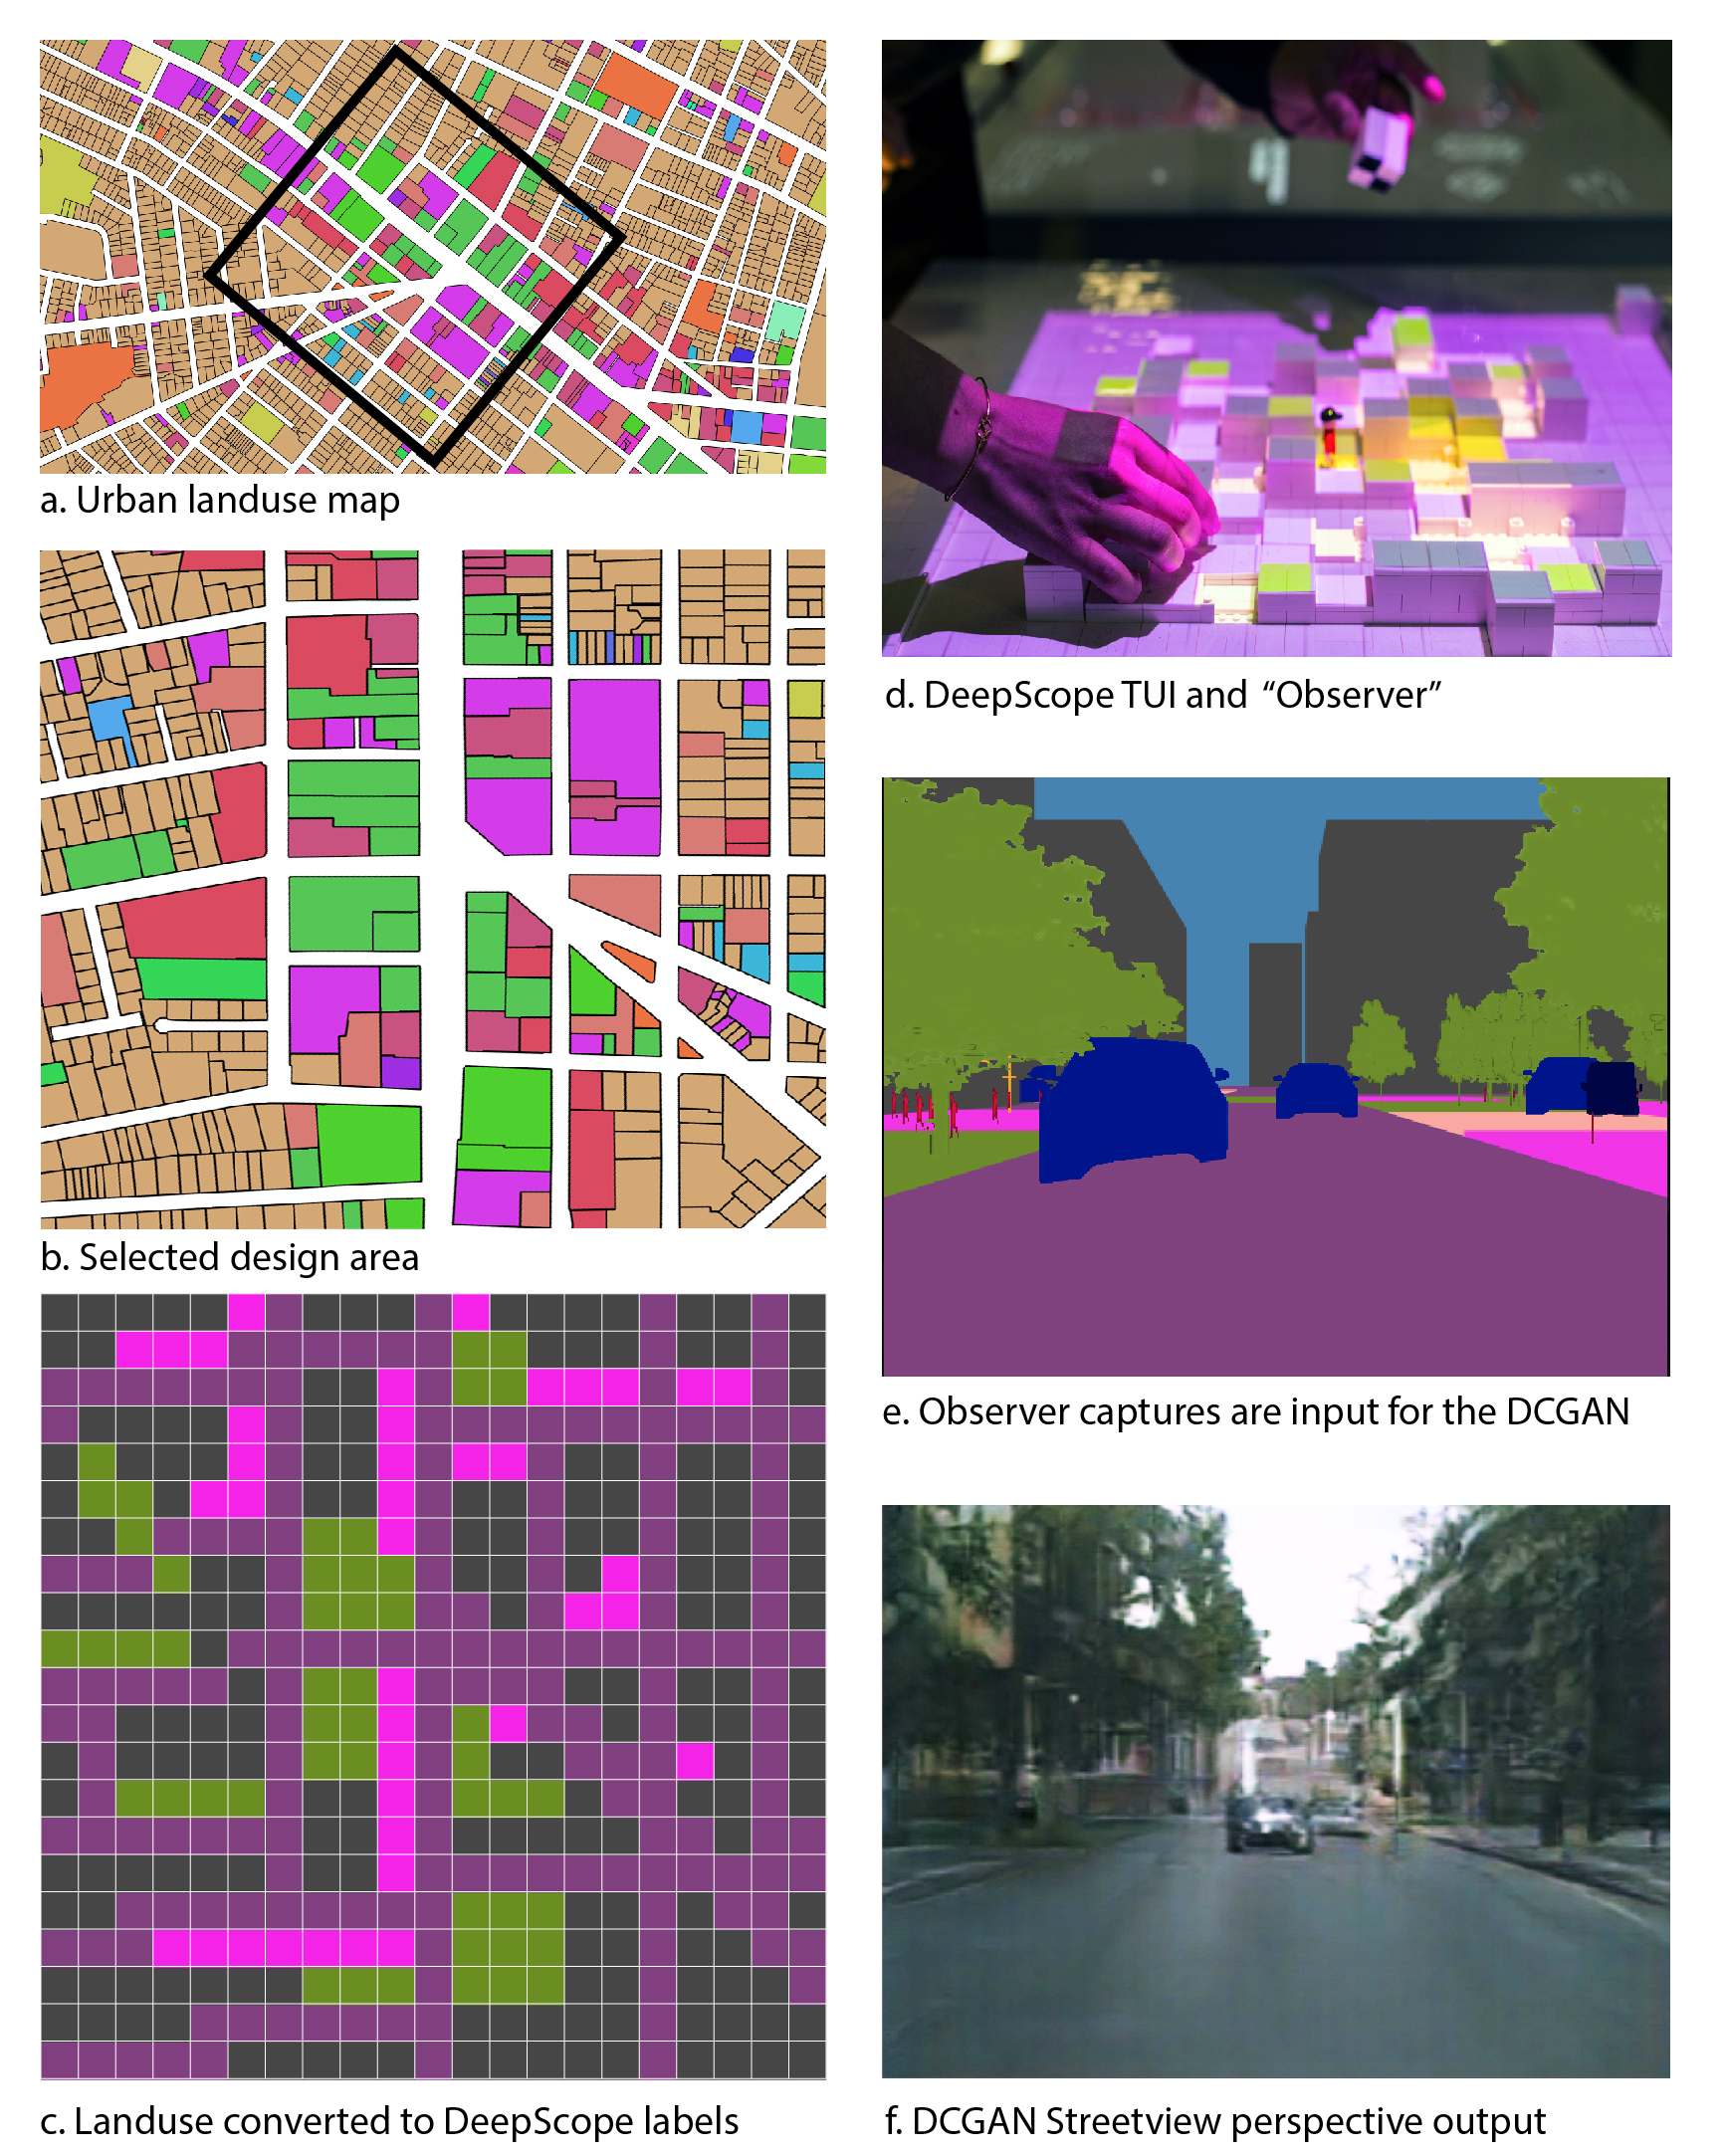 a. Urban landuse map
b. Selected design area
c. Landuse converted to DeepScope labels
d. DeepScope TUI and “Observer”
e. Observer captures are input for the DCGAN
f. DCGAN Streetview perspective output